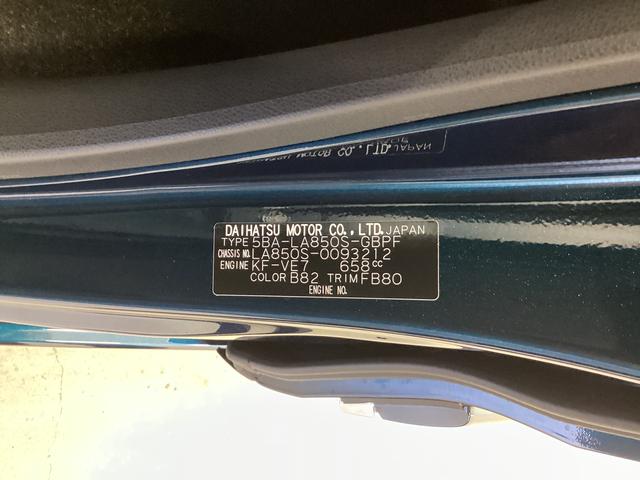 DAIHATSU MOTOR CO.,LTD.JAPAN
TYPE 5BA-LA850S-GBPF
CHASSIS NO. LA850S-0093212
ENGINE KF-VE7 658cc
COLOR B82 TRIM FB80
ENGINE NO.